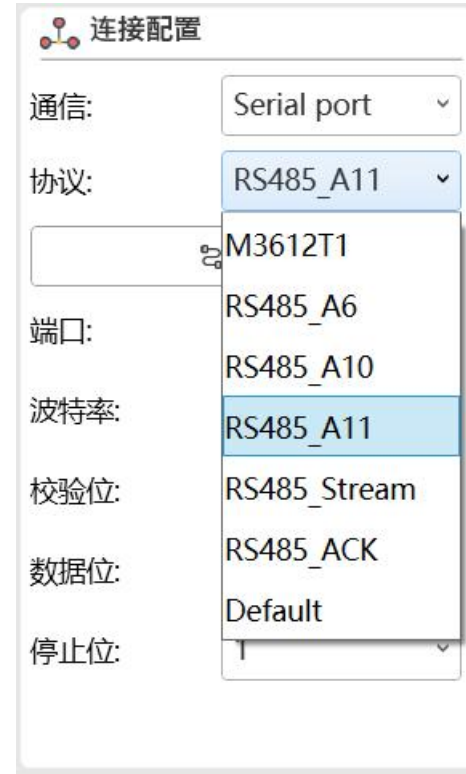 连接配置
通信: Serial port
协议: RS485_A11
M3612T1
RS485_A6
端口:
RS485_A10
波特率:
RS485_A11
校验位: RS485_Stream
数据位: RS485_ACK
Default
停止位: 1